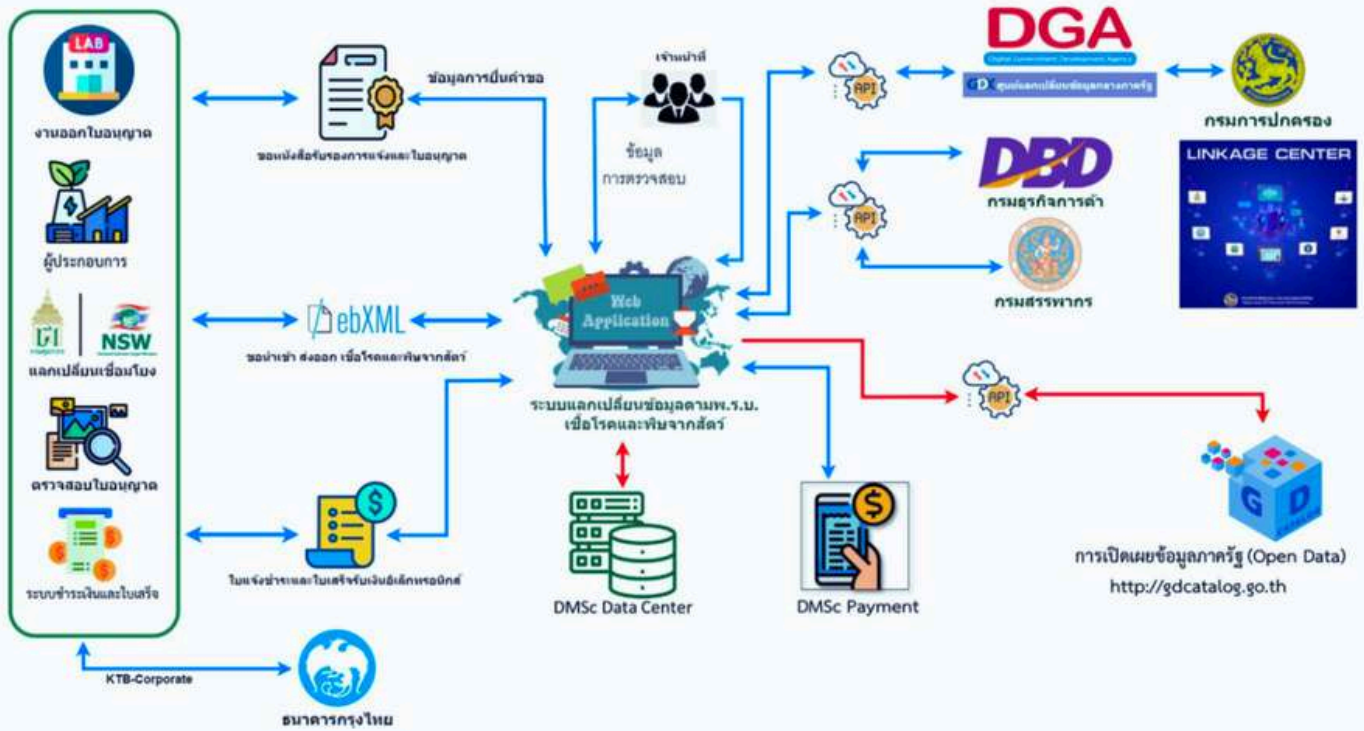 LAB
งานออกใบอนุญาต
ผู้ประกอบการ
NSW
แลกเปลี่ยนเชื่อมโยง
ตรวจสอบใบอนุญาต
ระบบชำระเงินและใบเสร็จ
KTB-Corporate
ธนาคารกรุงไทย
ข้อมูลการยื่นคำขอ
ขอหนังสือรับรองการแจ้งและใบอนุญาต
ebXML
ขอนำเข้า ส่งออก เชื้อโรคและพิษจากสัตว์
ใบแจ้งชำระและใบเสร็จรับเงินอิเล็กทรอนิกส์
เจ้าหน้าที่
ข้อมูล
การตรวจสอบ
Web
Application
ระบบแลกเปลี่ยนข้อมูลตามพ.ร.บ.
เชื้อโรคและพิษจากสัตว์
DMSc Data Center
DMSc Payment
API
DGA
Digital Government Development Agency
GDX ศูนย์แลกเปลี่ยนข้อมูลกลางภาครัฐ
กรมการปกครอง
API
DBD
กรมธุรกิจการค้า
กรมสรรพากร
LINKAGE CENTER
API
G D
การเปิดเผยข้อมูลภาครัฐ (Open Data)
http://gdcatalog.go.th